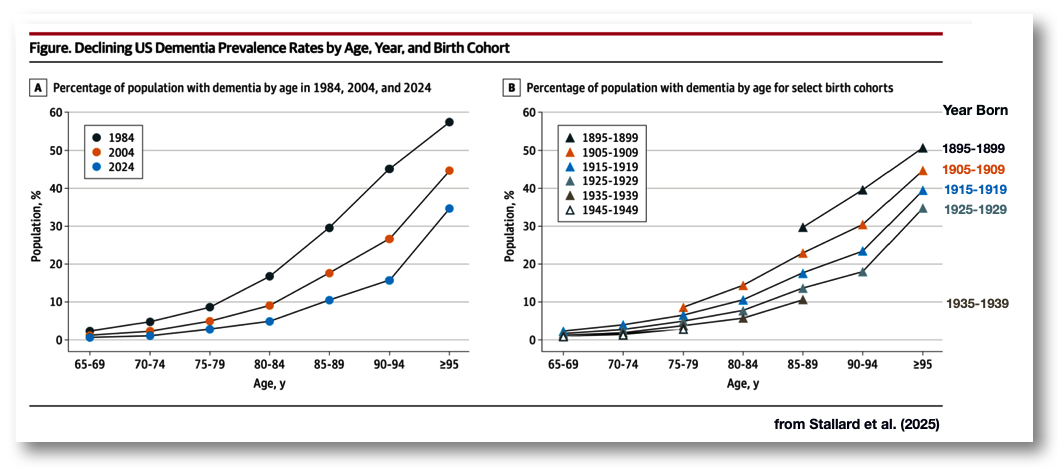 Figure. Declining US Dementia Prevalence Rates by Age, Year, and Birth Cohort
A Percentage of population with dementia by age in 1984, 2004, and 2024
60
50
40
30
20
10
0
Population, %
1984
2004
2024
65-69 70-74 75-79 80-84 85-89 90-94 ≥95
Age, y
B Percentage of population with dementia by age for select birth cohorts
60
50
40
30
20
10
0
Population, %
1895-1899
1905-1909
1915-1919
1925-1929
1935-1939
1945-1949
65-69 70-74 75-79 80-84 85-89 90-94 ≥95
Age, y
Year Born
1895-1899
1905-1909
1915-1919
1925-1929
1935-1939
from Stallard et al. (2025)